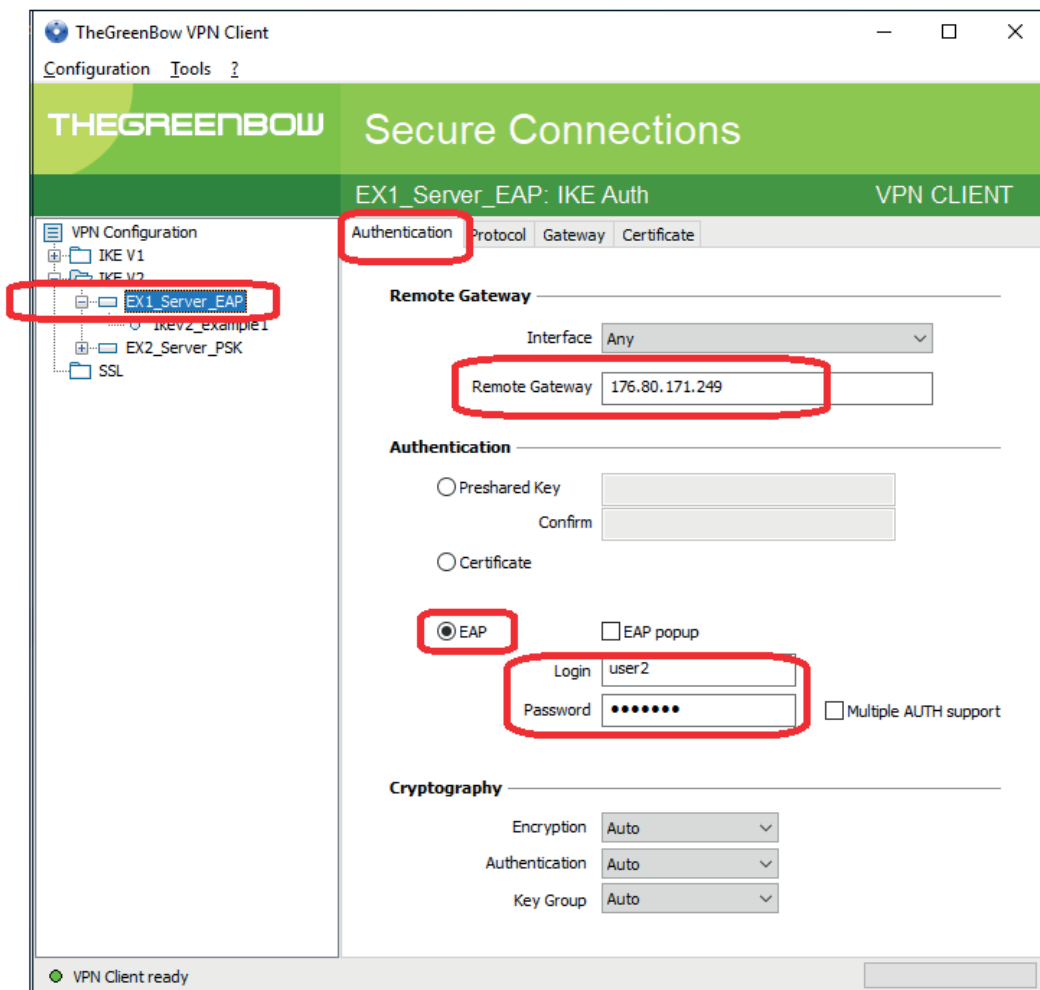 TheGreenBow VPN Client
Configuration Tools ?
THEGREENBOW Secure Connections
EX1_Server_EAP: IKE Auth VPN CLIENT
VPN Configuration
IKE V1
IKE V2
EX1_Server_EAP
IkeV2_example1
EX2_Server_PSK
SSL
Authentication Protocol Gateway Certificate
Remote Gateway
Interface Any
Remote Gateway 176.80.171.249
Authentication
Preshared Key
Confirm
Certificate
EAP EAP popup
Login user2
Password ●●●●●●● Multiple AUTH support
Cryptography
Encryption Auto
Authentication Auto
Key Group Auto
VPN Client ready